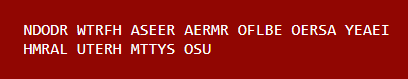 NDODR WTRFH ASEER AERMR OFLBE OERSA YEAEI
HMRAL UTERH MTTYS OSU